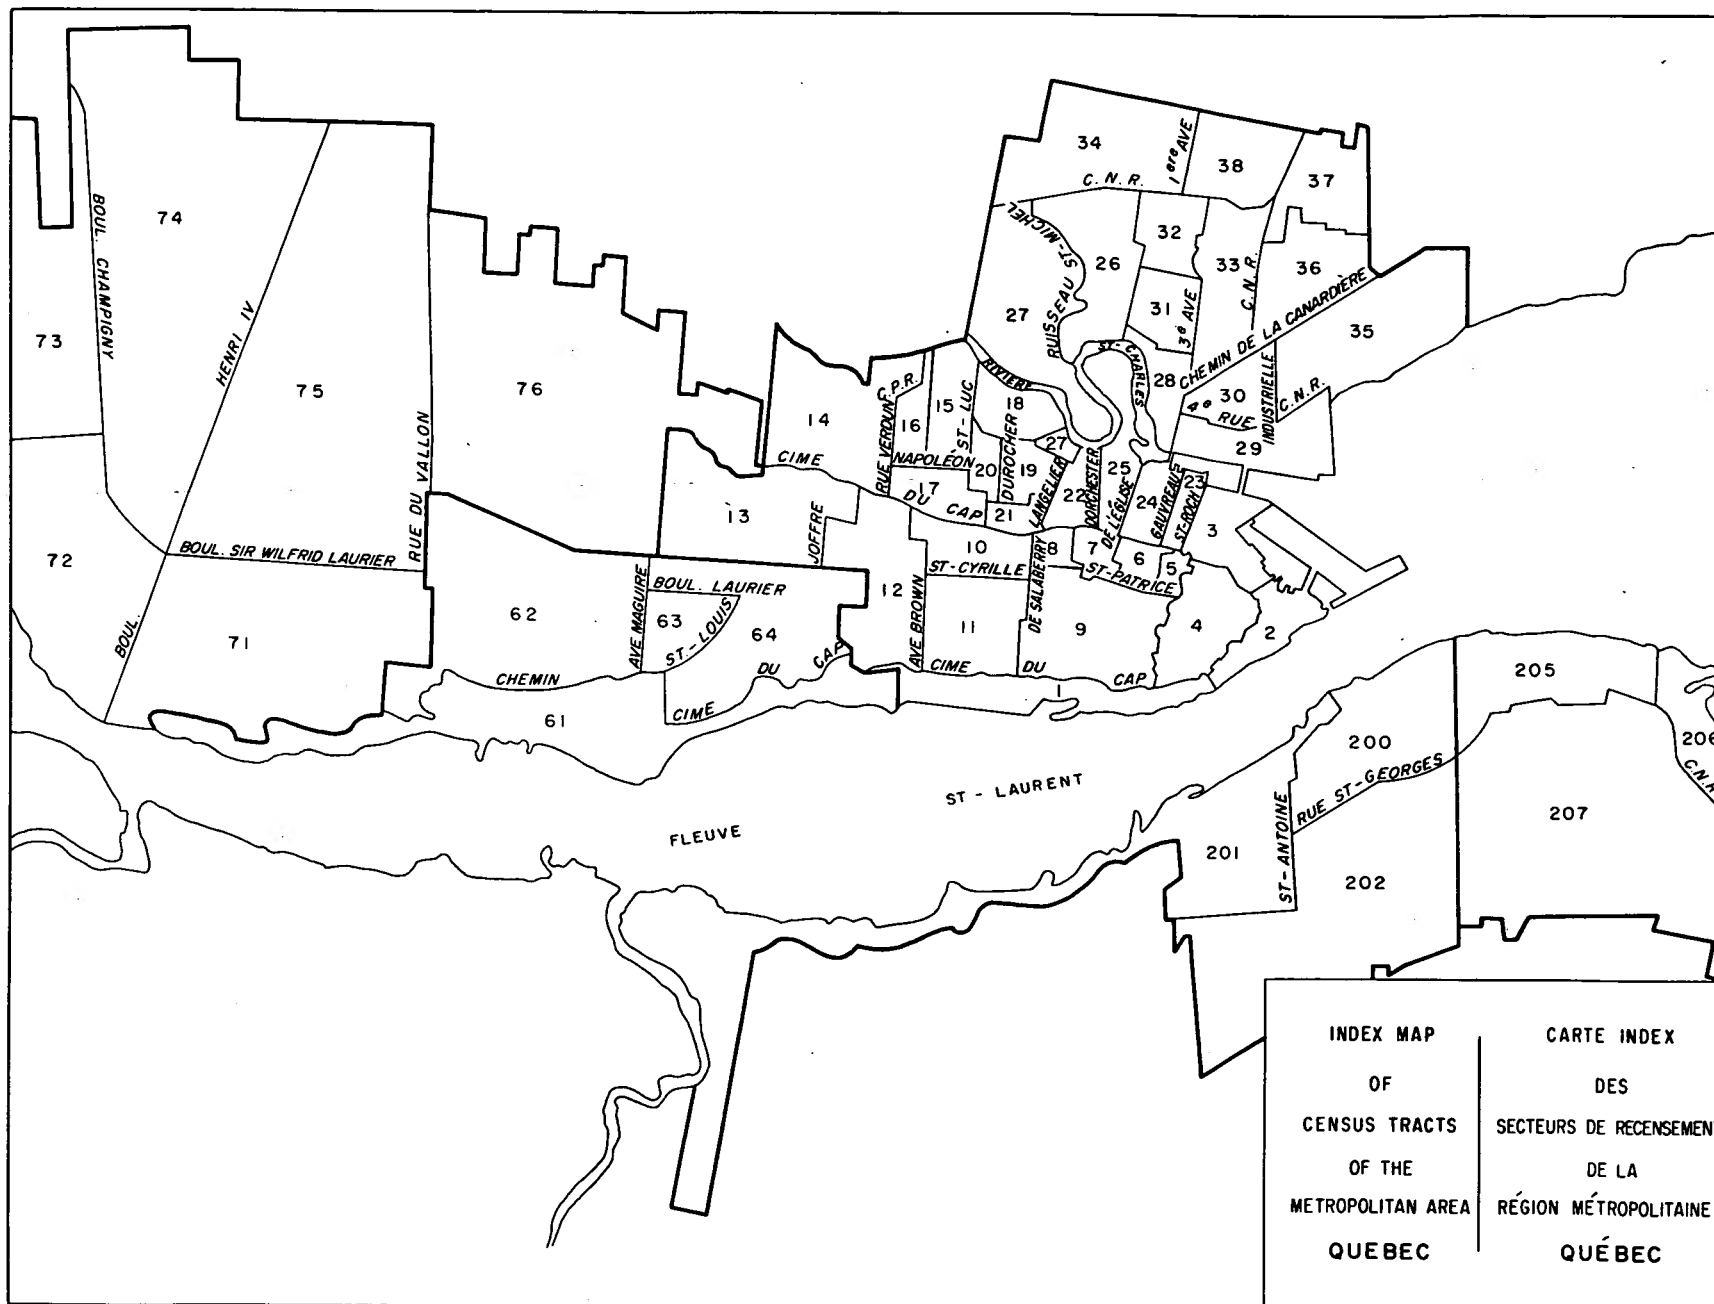 34
1ere AVE
38
37
C. N. R.
74
BOUL. CHAMPIGNY
RUISSEAU ST-MICHEL
32
26
33
C. N. R.
36
HENRI IV
27
31
3e AVE
CHEMIN DE LA CANARDIÈRE
35
73
75
76
RIVIÈRE
ST-CHARLES
28
C.P.R.
14
RUE VERDUN
16
15
ST-LUC
18
30
4e RUE
INDUSTRIELLE
C.N.R.
29
RUE DU VALLON
CIME
NAPOLÉON
20
DUROCHER
19
27
LANGELIER
22
DORCHESTER
25
DE L'ÉGLISE
24
GAUVREAU
23
ST-ROCH
3
17
DU
CAP
21
13
JOFFRE
72
BOUL. SIR WILFRID LAURIER
10
8
7
6
5
ST-CYRILLE
ST-PATRICE
DE SALABERRY
12
AVE BROWN
BOUL.
71
62
AVE MAGUIRE
BOUL. LAURIER
63
ST.-LOUIS
64
11
9
4
2
CHEMIN
DU
CAP
CIME
DU
CAP
1
CIME
61
205
206
C.N.R.
200
RUE ST-GEORGES
ST - LAURENT
FLEUVE
201
ST-ANTOINE
202
207
INDEX MAP
OF
CENSUS TRACTS
OF THE
METROPOLITAN AREA
QUEBEC
CARTE INDEX
DES
SECTEURS DE RECENSEMEN
DE LA
RÉGION MÉTROPOLITAINE
QUÉBEC